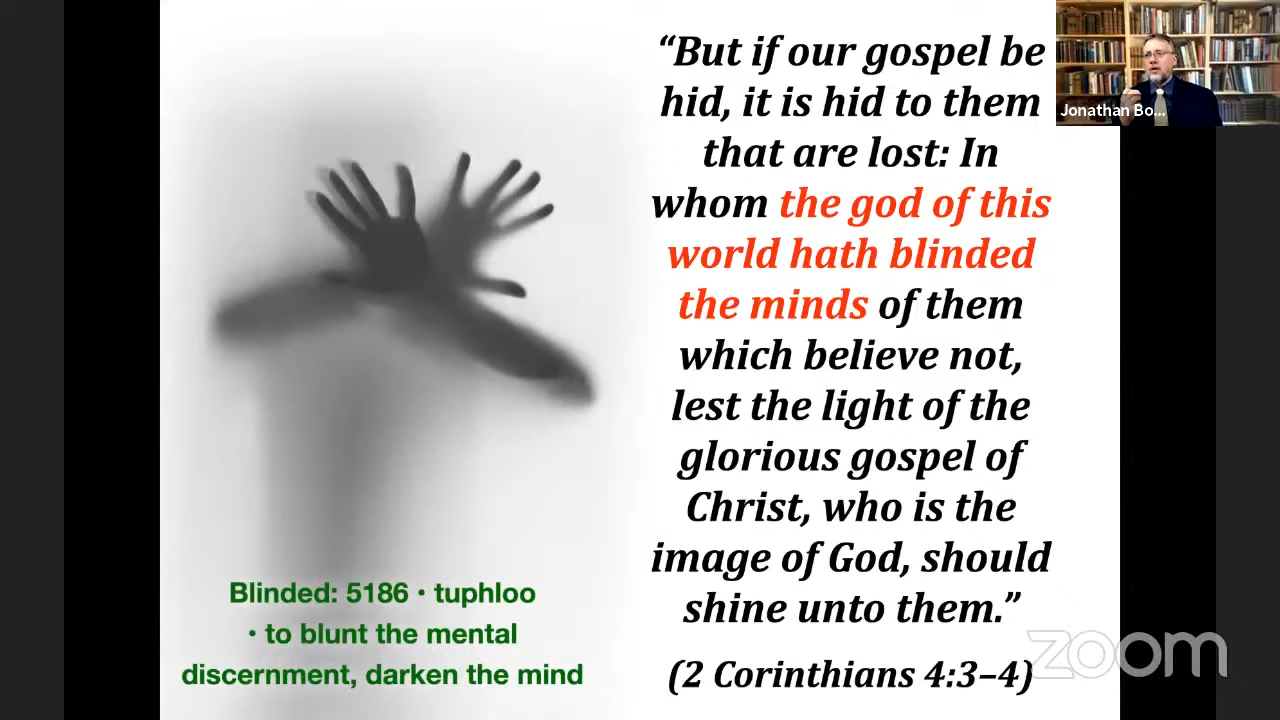 “But if our gospel be
hid, it is hid to them
that are lost: In
whom the god of this
world hath blinded
the minds of them
which believe not,
lest the light of the
glorious gospel of
Christ, who is the
image of God, should
shine unto them.”
(2 Corinthians 4:3–4)
Blinded: 5186 • tuphloo
• to blunt the mental
discernment, darken the mind
Jonathan Bo...
zoom